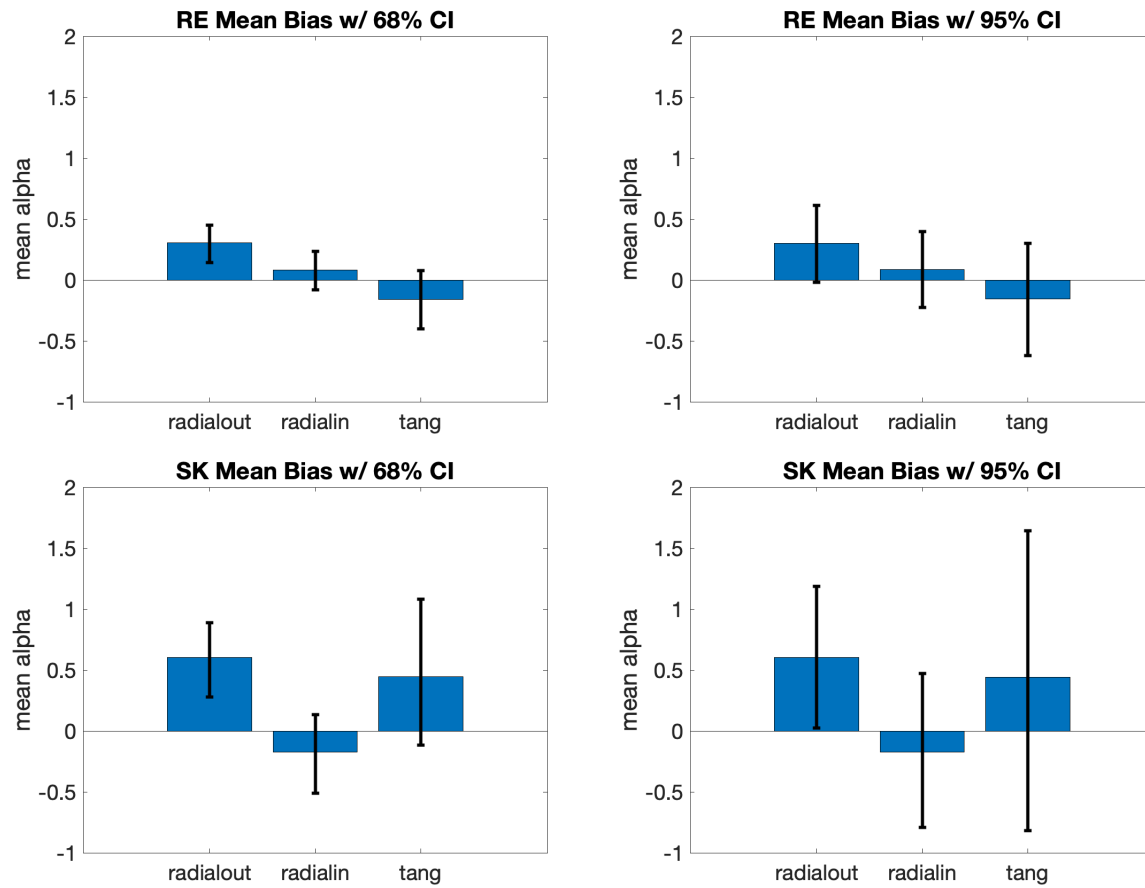 RE Mean Bias w/ 68% CI
2
1.5
1
0.5
0
-0.5
-1
mean alpha
radialout radialin tang
RE Mean Bias w/ 95% CI
2
1.5
1
0.5
0
-0.5
-1
mean alpha
radialout radialin tang
SK Mean Bias w/ 68% CI
2
1.5
1
0.5
0
-0.5
-1
mean alpha
radialout radialin tang
SK Mean Bias w/ 95% CI
2
1.5
1
0.5
0
-0.5
-1
mean alpha
radialout radialin tang